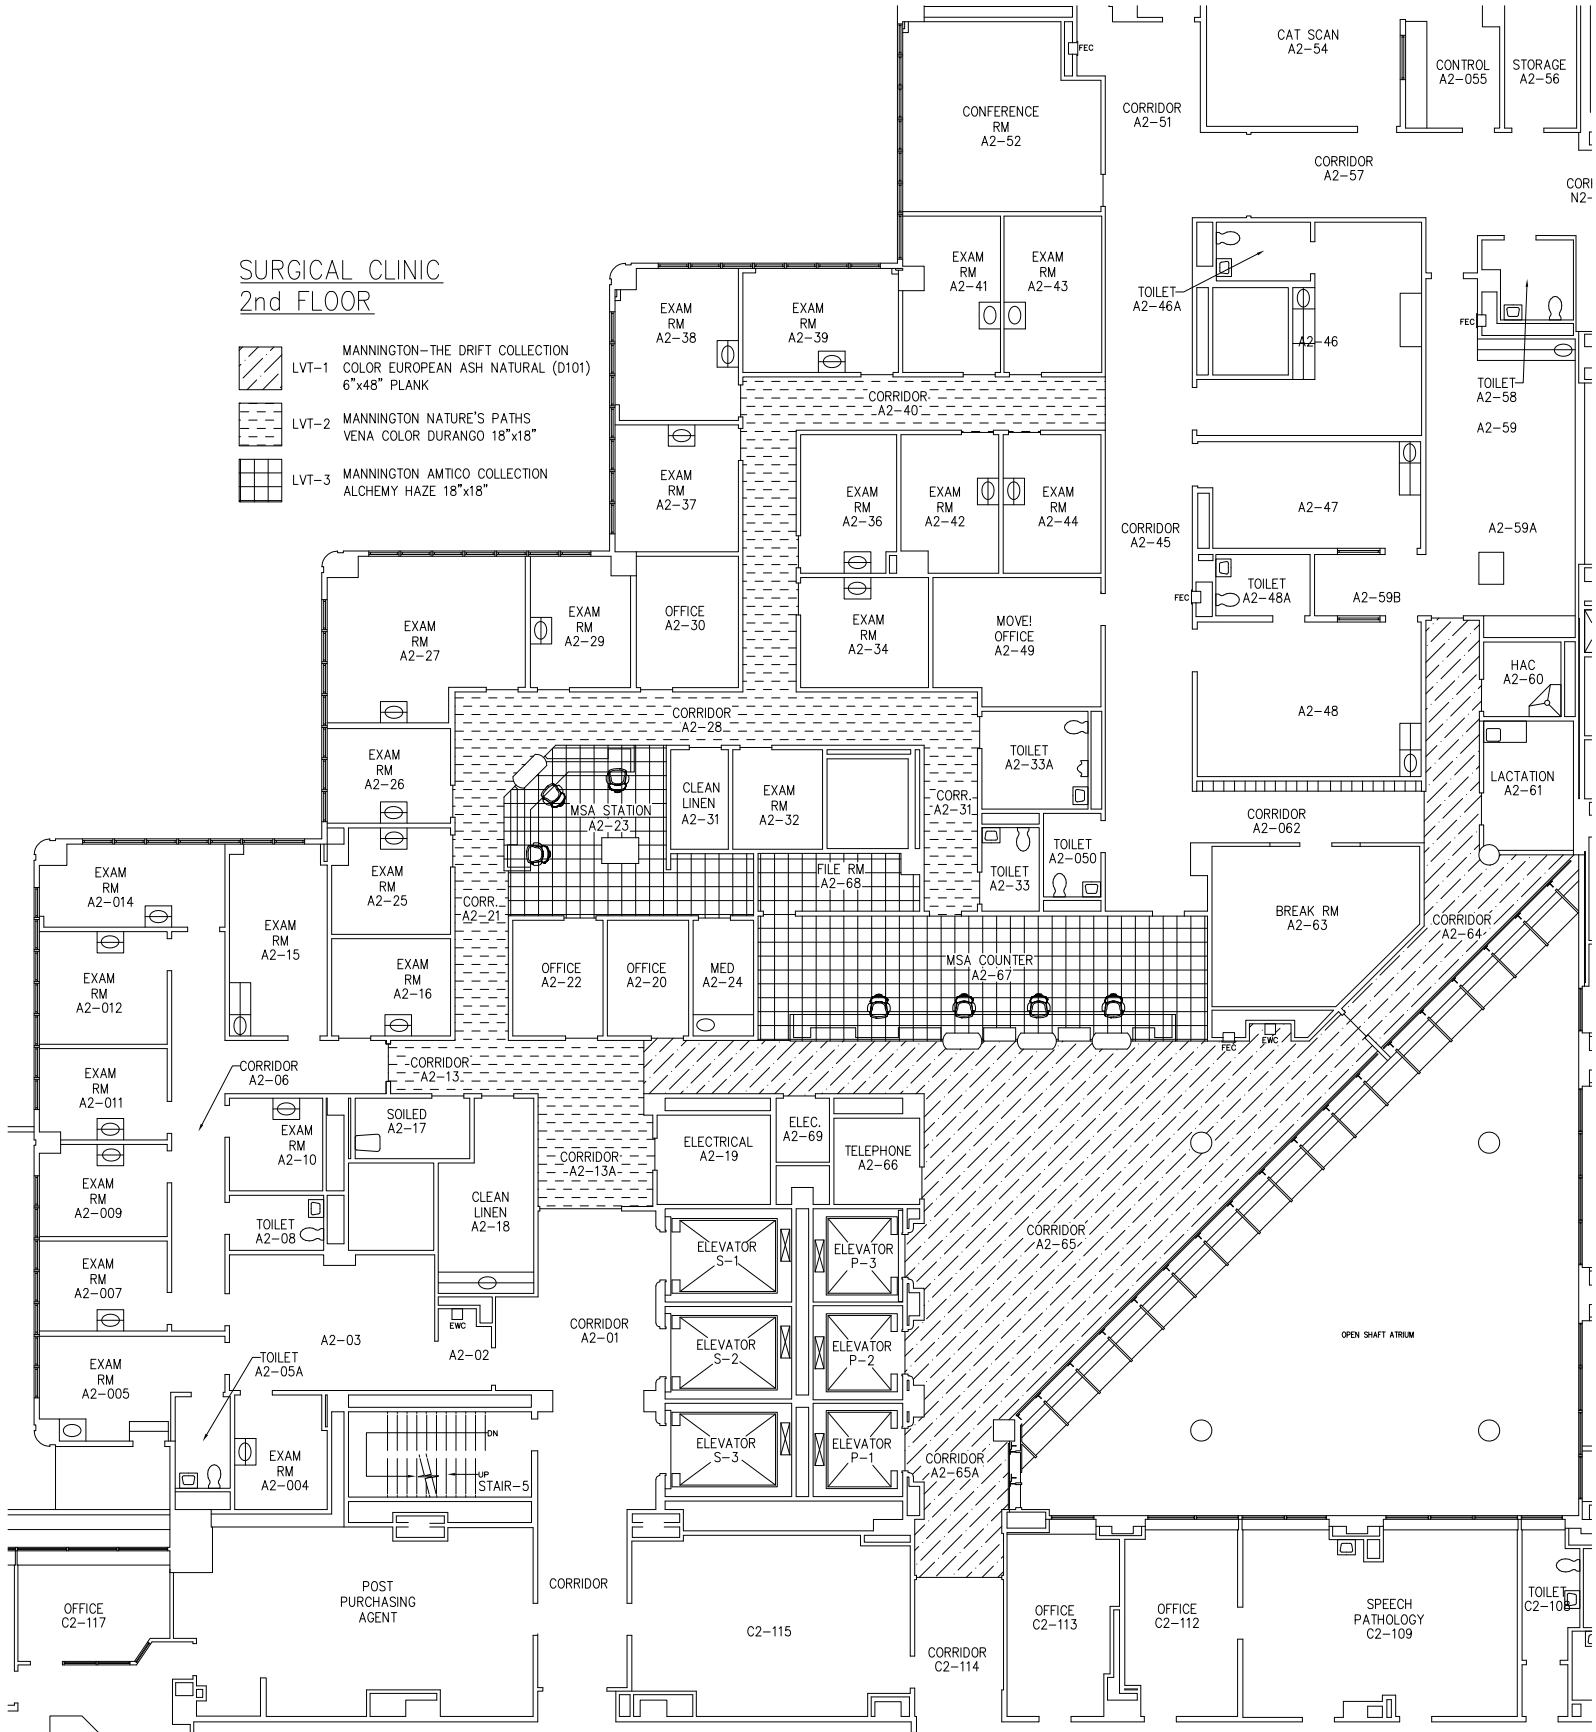 CAT SCAN
A2-54
FEC
CONTROL
A2-055
STORAGE
A2-56
CONFERENCE
RM
A2-52
CORRIDOR
A2-51
CORRIDOR
A2-57
CORI
N2-
SURGICAL CLINIC
2nd FLOOR
LVT-1
MANNINGTON-THE DRIFT COLLECTION
COLOR EUROPEAN ASH NATURAL (D101)
6"x48" PLANK
LVT-2
MANNINGTON NATURE'S PATHS
VENA COLOR DURANGO 18"x18"
LVT-3
MANNINGTON AMTICO COLLECTION
ALCHEMY HAZE 18"x18"
EXAM
RM
A2-41
EXAM
RM
A2-43
EXAM
RM
A2-38
EXAM
RM
A2-39
TOILET
A2-46A
FEC
A2-46
TOILET
A2-58
A2-59
CORRIDOR
A2-40
EXAM
RM
A2-37
EXAM
RM
A2-36
EXAM
RM
A2-42
EXAM
RM
A2-44
CORRIDOR
A2-45
A2-47
A2-59A
FEC
TOILET
A2-48A
A2-59B
EXAM
RM
A2-27
EXAM
RM
A2-29
OFFICE
A2-30
EXAM
RM
A2-34
MOVE!
OFFICE
A2-49
HAC
A2-60
A2-48
CORRIDOR
A2-28
EXAM
RM
A2-26
TOILET
A2-33A
LACTATION
A2-61
CLEAN
LINEN
A2-31
EXAM
RM
A2-32
CORR.
A2-31
MSA STATION
A2-23
CORRIDOR
A2-062
EXAM
RM
A2-014
EXAM
RM
A2-25
FILE RM
A2-68
TOILET
A2-33
TOILET
A2-050
CORR.
A2-21
EXAM
RM
A2-15
BREAK RM
A2-63
CORRIDOR
A2-64
EXAM
RM
A2-012
EXAM
RM
A2-16
OFFICE
A2-22
OFFICE
A2-20
MED
A2-24
MSA COUNTER
A2-67
FEC
EWC
CORRIDOR
A2-06
CORRIDOR
A2-13
EXAM
RM
A2-011
EXAM
RM
A2-10
SOILED
A2-17
ELECTRICAL
A2-19
ELEC.
A2-69
TELEPHONE
A2-66
CORRIDOR
A2-13A
EXAM
RM
A2-009
CLEAN
LINEN
A2-18
TOILET
A2-08
CORRIDOR
A2-65
ELEVATOR
S-1
ELEVATOR
P-3
EXAM
RM
A2-007
EWC
CORRIDOR
A2-01
A2-03
A2-02
OPEN SHAFT ATRIUM
ELEVATOR
S-2
ELEVATOR
P-2
TOILET
A2-05A
EXAM
RM
A2-005
DN
ELEVATOR
S-3
ELEVATOR
P-1
EXAM
RM
A2-004
UP
STAIR-5
CORRIDOR
A2-65A
POST
PURCHASING
AGENT
CORRIDOR
OFFICE
C2-117
C2-115
OFFICE
C2-113
OFFICE
C2-112
SPEECH
PATHOLOGY
C2-109
TOILET
C2-108
CORRIDOR
C2-114